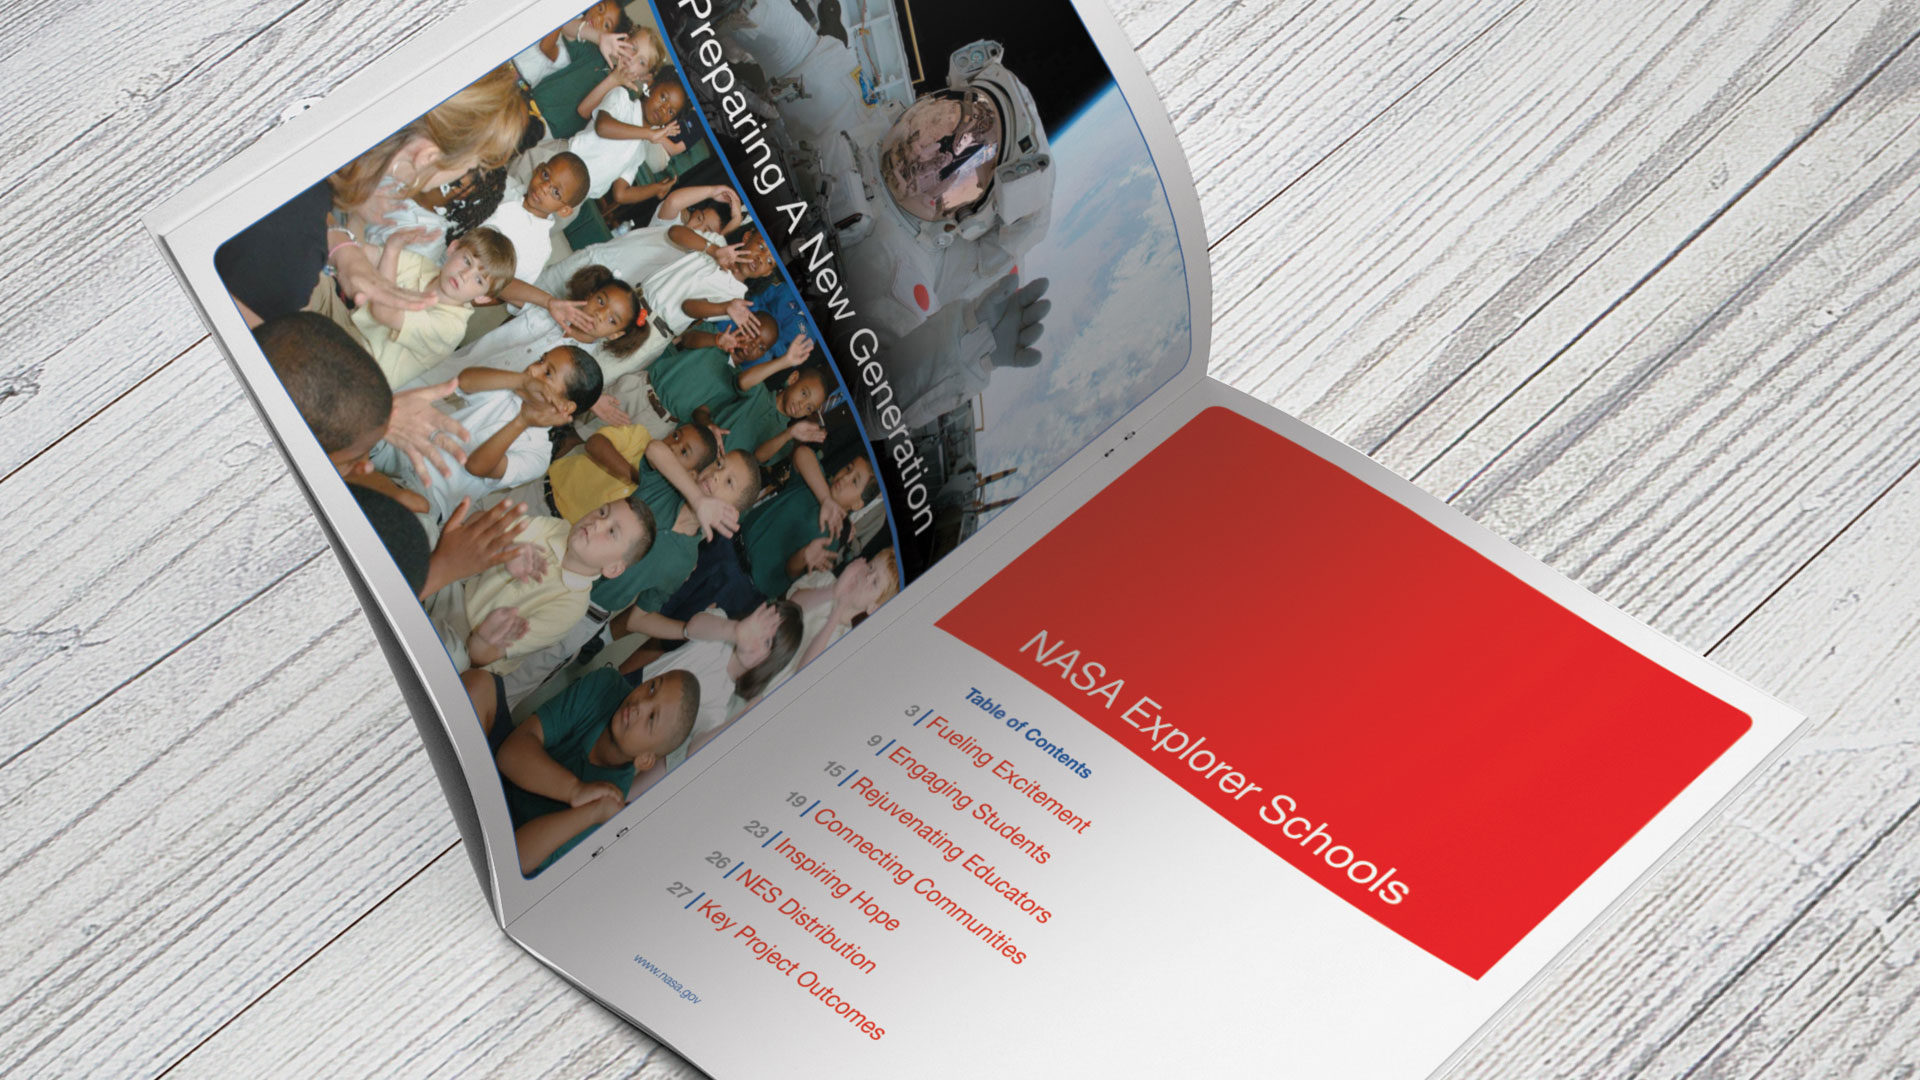 Preparing A New Generation
NASA Explorer Schools
Table of Contents
3 | Fueling Excitement
9 | Engaging Students
15 | Rejuvenating Educators
19 | Connecting Communities
23 | Inspiring Hope
26 | NES Distribution
27 | Key Project Outcomes
www.nasa.gov